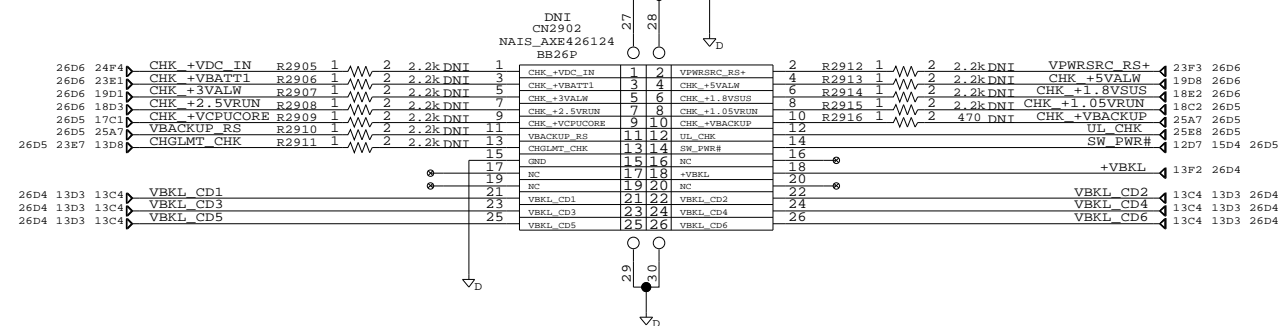 27 28
DNI
CN2902
NAIS_AXE426124
BB26P
D
26D6 24F4 CHK_+VDC_IN R2905 1 2 2.2k DNI 1 CHK_+VDC_IN 1 2 VPWRSRC_RS+ 2 R2912 1 2 2.2k DNI VPWRSRC_RS+ 23F3 26D6
26D6 23E1 CHK_+VBATT1 R2906 1 2 2.2k DNI 3 CHK_+VBATT1 3 4 CHK_+5VALW 4 R2913 1 2 2.2k DNI CHK_+5VALW 19D8 26D6
26D6 19D1 CHK_+3VALW R2907 1 2 2.2k DNI 5 CHK_+3VALW 5 6 CHK_+1.8VSUS 6 R2914 1 2 2.2k DNI CHK_+1.8VSUS 18E2 26D6
26D6 18D3 CHK_+2.5VRUN R2908 1 2 2.2k DNI 7 CHK_+2.5VRUN 7 8 CHK_+1.05VRUN 8 R2915 1 2 2.2k DNI CHK_+1.05VRUN 18C2 26D5
26D5 17C1 CHK_+VCPUCORE R2909 1 2 2.2k DNI 9 CHK_+VCPUCORE 9 10 CHK_+VBACKUP 10 R2916 1 2 470 DNI CHK_+VBACKUP 25A7 26D5
26D5 25A7 VBACKUP_RS R2910 1 2 2.2k DNI 11 VBACKUP_RS 11 12 UL_CHK 12 UL_CHK 25E8 26D5
26D5 23E7 13D8 CHGLMT_CHK R2911 1 2 2.2k DNI 13 CHGLMT_CHK 13 14 SW_PWR# 14 SW_PWR# 12D7 15D4 26D5
15 GND 15 16 NC 16
17 NC 17 18 +VBKL 18 +VBKL 13F2 26D4
19 NC 19 20 NC 20
26D4 13D3 13C4 VBKL_CD1 21 VBKL_CD1 21 22 VBKL_CD2 22 VBKL_CD2 13C4 13D3 26D4
26D4 13D3 13C4 VBKL_CD3 23 VBKL_CD3 23 24 VBKL_CD4 24 VBKL_CD4 13C4 13D3 26D4
26D4 13D3 13C4 VBKL_CD5 25 VBKL_CD5 25 26 VBKL_CD6 26 VBKL_CD6 13C4 13D3 26D4
29 30
D
D